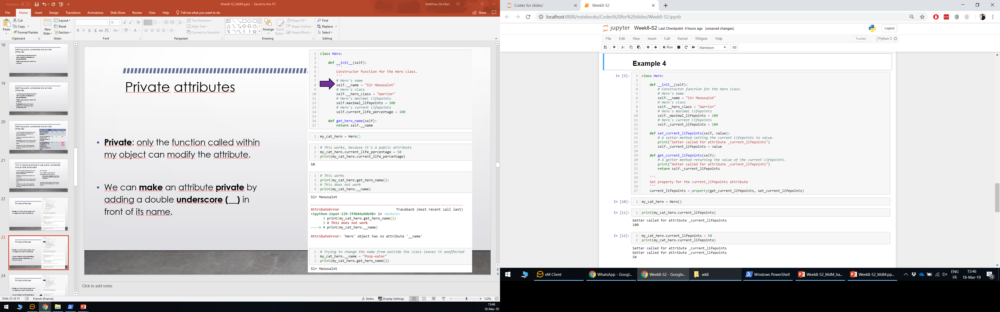 AutoSave Off
Week8-S2_MdM.pptx - Saved to this PC
Matthieu De Mari
File Home Insert Design Transitions Animations Slide Show Review View Help Tell me what you want to do
Share
Paste
Cut
Copy
Format Painter
Clipboard
New Slide
Layout
Reset
Section
Slides
19
Font
Text Direction
Align Text
Convert to SmartArt
Paragraph
Arrange
Quick Styles
Shape Fill
Shape Outline
Shape Effects
Drawing
Find
Replace
Select
Editing
18
Defining public, protected and private attributes
19
Defining public, protected and private attributes
20
Defining public, protected and private attributes
21
Why is it good practice to use public, protected and private attributes?
22
Private attributes
23
Private attributes
24
Private attributes
Private attributes
• Private: only the function called within
my object can modify the attribute.
• We can make an attribute private by
adding a double underscore (__) in
front of its name.
1 class Hero:
2
3 def __init__(self):
4 '''
5 Constructor function for the Hero class.
6 '''
7 # Hero's name
8 self.__name = "Sir Meowsalot"
9 # Hero's class
10 self.__hero_class = "Warrior"
11 # Hero's maximal lifepoints
12 self.maximal_lifepoints = 100
13 # Hero's current lifepoints
14 self.current_life_percentage = 100
15
16 def get_hero_name(self):
17 return self.__name
1 my_cat_hero = Hero()
1 # This works, because it's a public attribute
2 my_cat_hero.current_life_percentage = 50
3 print(my_cat_hero.current_life_percentage)
50
1 # This works
2 print(my_cat_hero.get_hero_name())
3 # This does not work
4 print(my_cat_hero.__name)
Sir Meowsalot
---------------------------------------------------------------------------
AttributeError Traceback (most recent call last)
<ipython-input-129-7f4b66a9de98> in <module>
2 print(my_cat_hero.get_hero_name())
3 # This does not work
----> 4 print(my_cat_hero.__name)
AttributeError: 'Hero' object has no attribute '__name'
1 # Trying to change the name from outside the class leaves it unaffected
2 my_cat_hero.__name = "Poop-eater"
3 print(my_cat_hero.get_hero_name())
Sir Meowsalot
Click to add notes
Slide 23 of 41 French (France) Notes Display Settings 122%
15:46
18-Mar-19
Codes for slides/
Week8-S2
localhost:8888/notebooks/Codes%20for%20slides/Week8-S2.ipynb
jupyter Week8-S2 Last Checkpoint: 4 hours ago (unsaved changes)
Logout
File Edit View Insert Cell Kernel Widgets Help
Trusted
Python 3
Run
Markdown
Example 4
In [9]:
1 class Hero:
2
3 def __init__(self):
4 # Constructor function for the Hero class.
5 # Hero's name
6 self.__name = "Sir Meowsalot"
7 # Hero's class
8 self.__hero_class = "Warrior"
9 # Hero's maximal lifepoints
10 self._maximal_lifepoints = 100
11 # Hero's current lifepoints
12 self._current_lifepoints = 100
13
14 def set_current_lifepoints(self, value):
15 # A setter method setting the current lifepoints to value.
16 print("Setter called for attribute _current_lifepoints")
17 self._current_lifepoints = value
18
19 def get_current_lifepoints(self):
20 # A getter method returning the value of the current lifepoints.
21 print("Getter called for attribute _current_lifepoints")
22 return self._current_lifepoints
23
24 '''
25 Set property for the current_lifepoints attribute
26 '''
27 current_lifepoints = property(get_current_lifepoints, set_current_lifepoints)
In [10]: 1 my_cat_hero = Hero()
In [11]: 1 print(my_cat_hero.current_lifepoints)
Getter called for attribute _current_lifepoints
100
In [12]: 1 my_cat_hero.current_lifepoints = 50
2 print(my_cat_hero.current_lifepoints)
Setter called for attribute _current_lifepoints
Getter called for attribute _current_lifepoints
50
eM Client
WhatsApp - Googl...
Week8-S2 - Google...
wk8
Windows PowerShell
Week8-S2_MdM_ha...
Week8-S2_MdM.pp...
ENG
FR
15:46
18-Mar-19
12